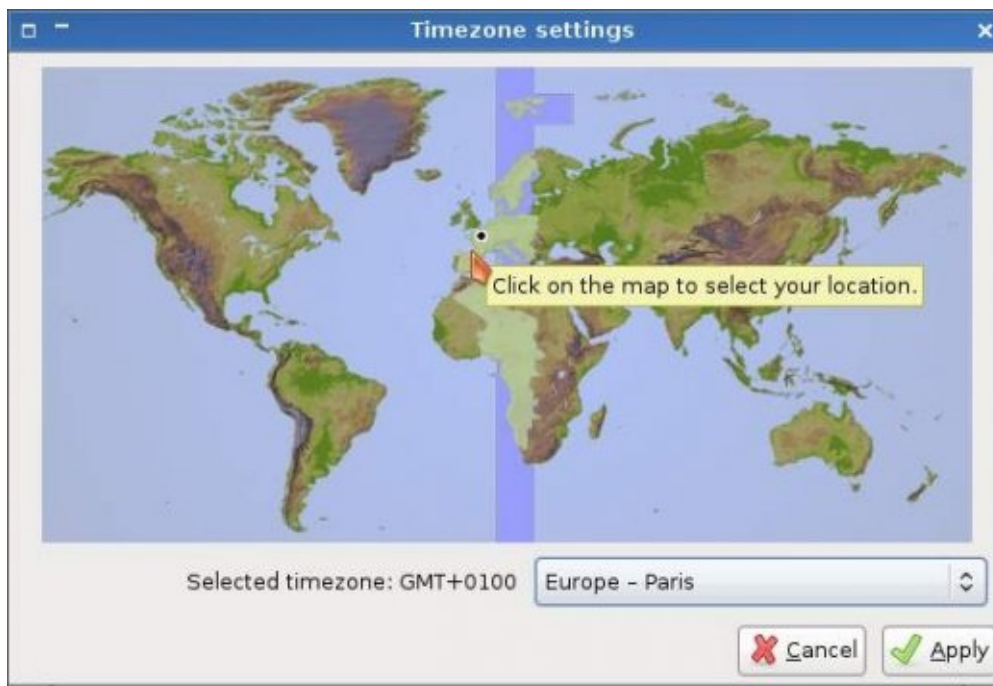 Timezone settings
Click on the map to select your location.
Selected timezone: GMT+0100
Europe – Paris
Cancel
Apply